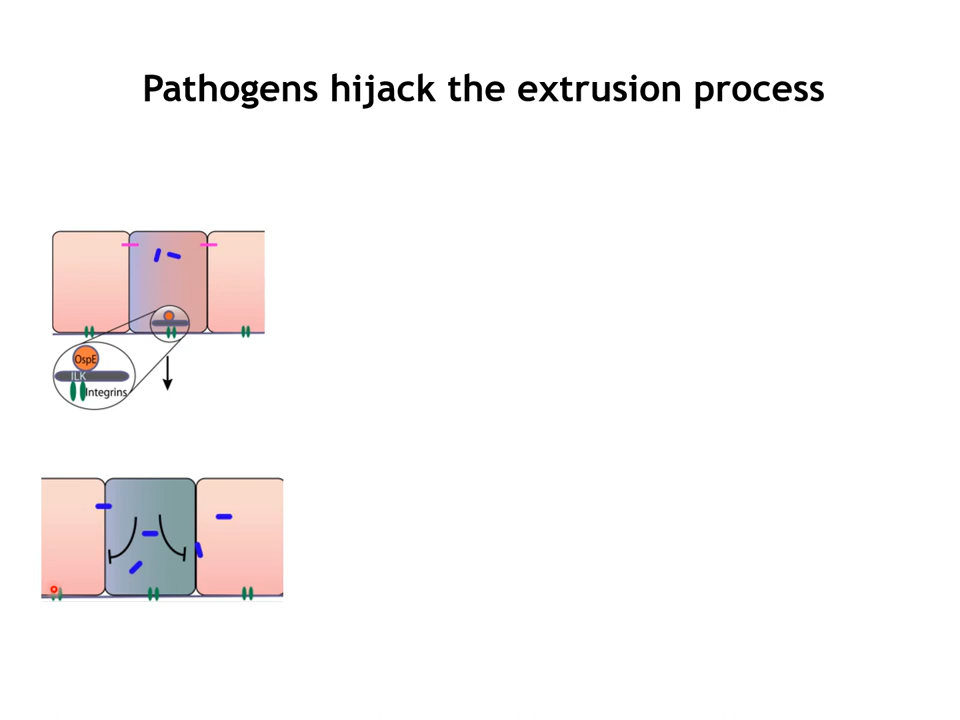 Pathogens hijack the extrusion process
OspE
ILK
Integrins